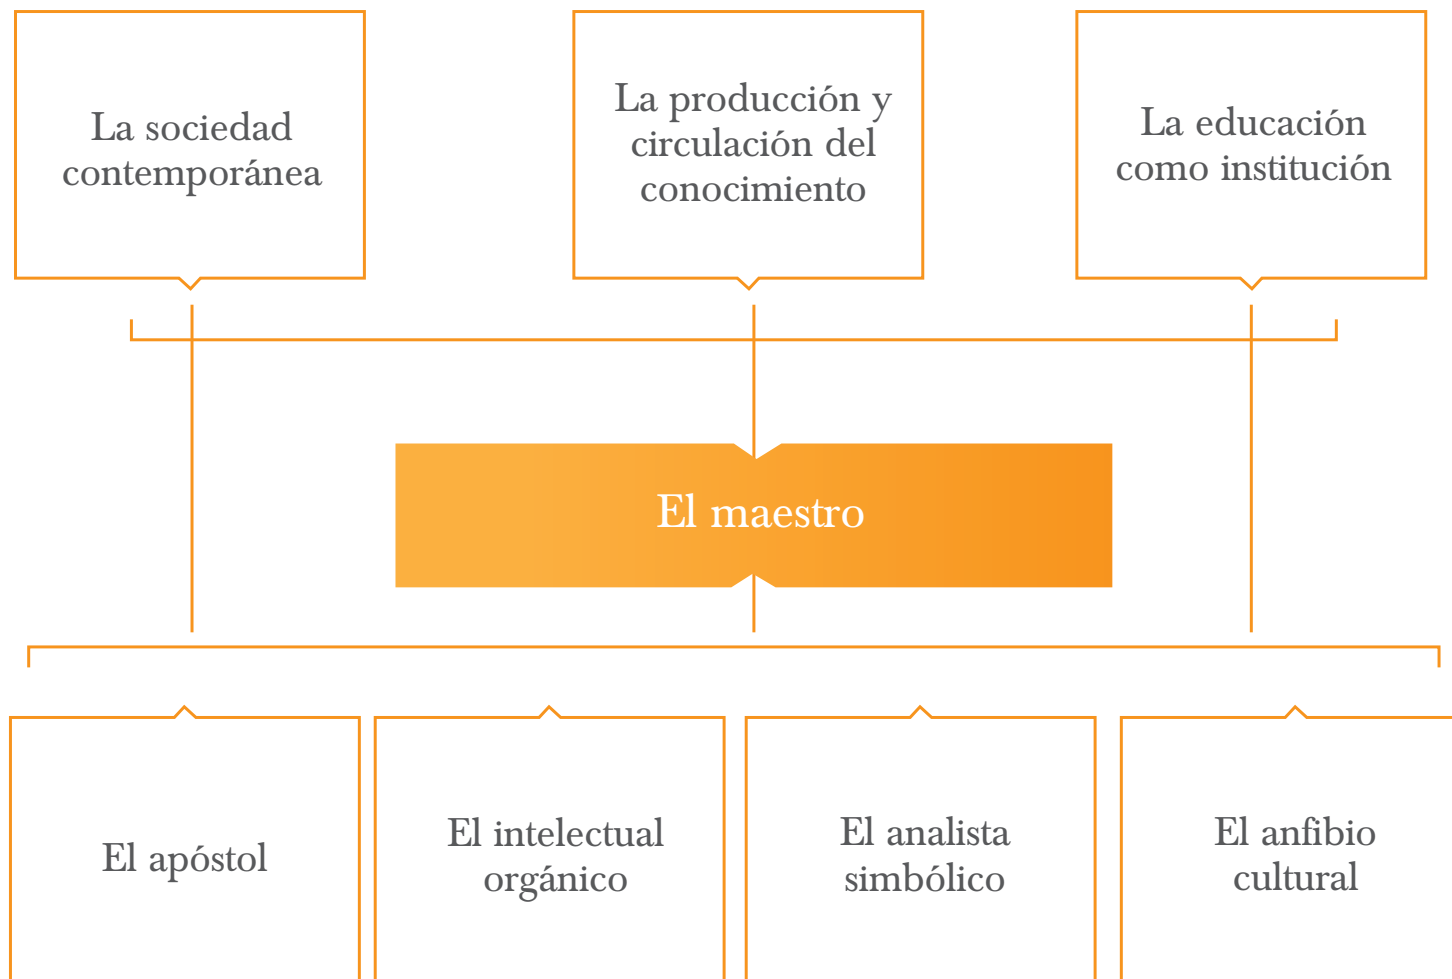 La sociedad
contemporánea
La producción y
circulación del
conocimiento
La educación
como institución
El maestro
El apóstol
El intelectual
orgánico
El analista
simbólico
El anfibio
cultural